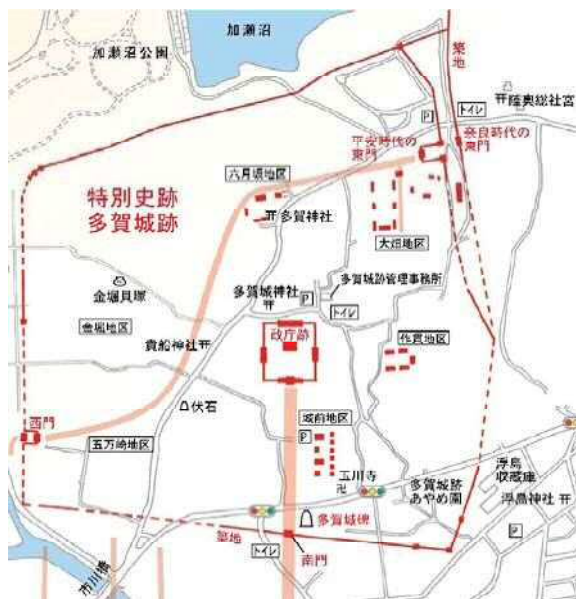 加瀬沼
加瀬沼公園
築地
P
トイレ
陸奥総社宮
平安時代の
東門
奈良時代の
東門
六月坂地区
特別史跡
多賀城跡
多賀神社
大畑地区
多賀城跡管理事務所
金堀貝塚
多賀城神社
P
トイレ
金堀地区
政庁跡
貴船神社
作貫地区
伏石
西門
城前地区
五万崎地区
P
玉川寺
多賀城跡
あやめ園
浮島
収蔵庫
浮島神社
多賀城碑
P
築地
トイレ
南門
市川橋